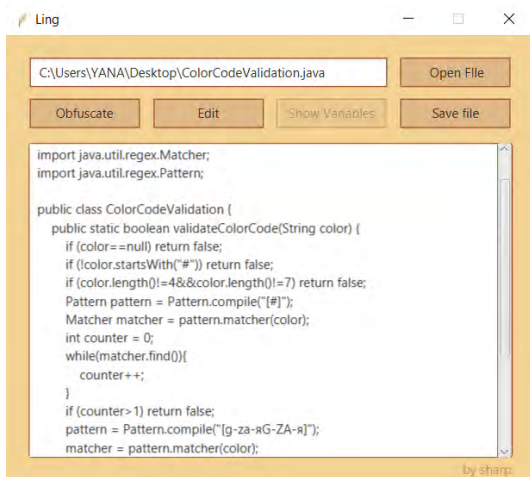 Ling
C:\Users\YANA\Desktop\ColorCodeValidation.java
Open FIle
Obfuscate
Edit
Show Variables
Save file
import java.util.regex.Matcher;
import java.util.regex.Pattern;
public class ColorCodeValidation {
public static boolean validateColorCode(String color) {
if (color==null) return false;
if (!color.startsWith("#")) return false;
if (color.length()!=4&&color.length()!=7) return false;
Pattern pattern = Pattern.compile("[#]");
Matcher matcher = pattern.matcher(color);
int counter = 0;
while(matcher.find()){
counter++;
}
if (counter>1) return false;
pattern = Pattern.compile("[g-zа-яG-ZА-я]");
matcher = pattern.matcher(color);
by sharp